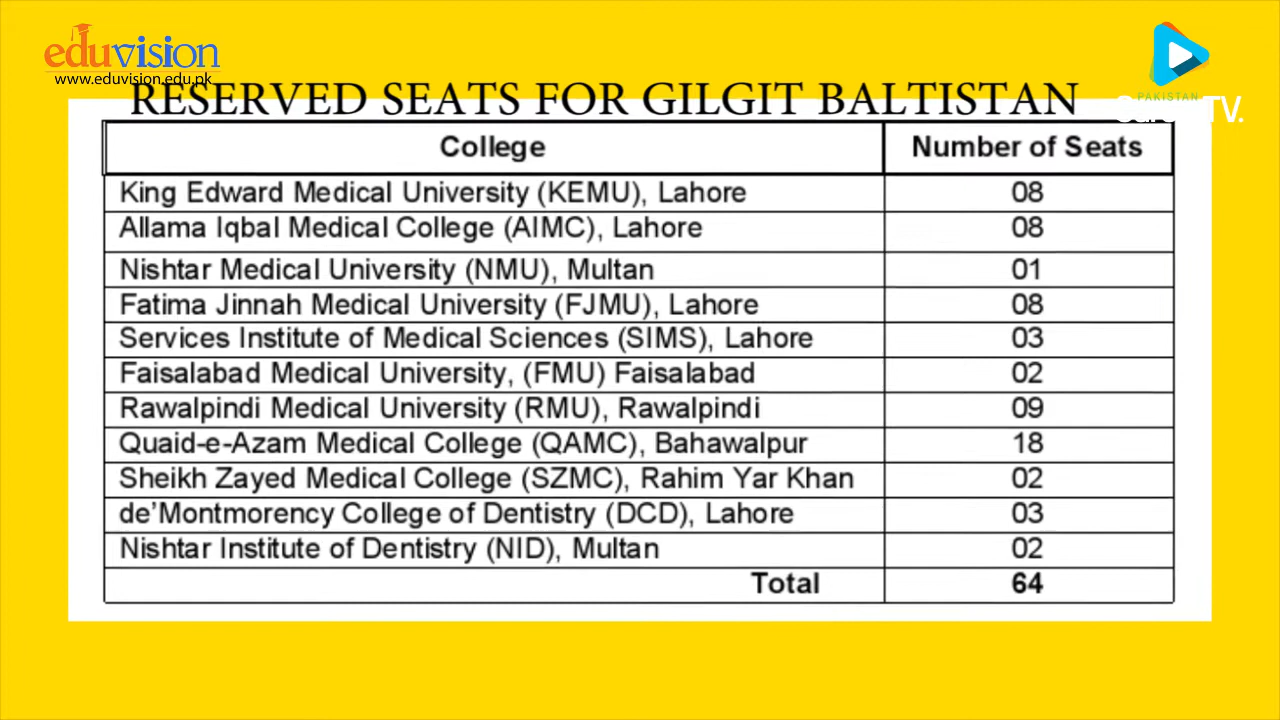 eduvision
www.eduvision.edu.pk
RESERVED SEATS FOR GILGIT BALTISTAN
PAKISTAN
TV.
College Number of Seats
King Edward Medical University (KEMU), Lahore 08
Allama Iqbal Medical College (AIMC), Lahore 08
Nishtar Medical University (NMU), Multan 01
Fatima Jinnah Medical University (FJMU), Lahore 08
Services Institute of Medical Sciences (SIMS), Lahore 03
Faisalabad Medical University, (FMU) Faisalabad 02
Rawalpindi Medical University (RMU), Rawalpindi 09
Quaid-e-Azam Medical College (QAMC), Bahawalpur 18
Sheikh Zayed Medical College (SZMC), Rahim Yar Khan 02
de’Montmorency College of Dentistry (DCD), Lahore 03
Nishtar Institute of Dentistry (NID), Multan 02
Total 64